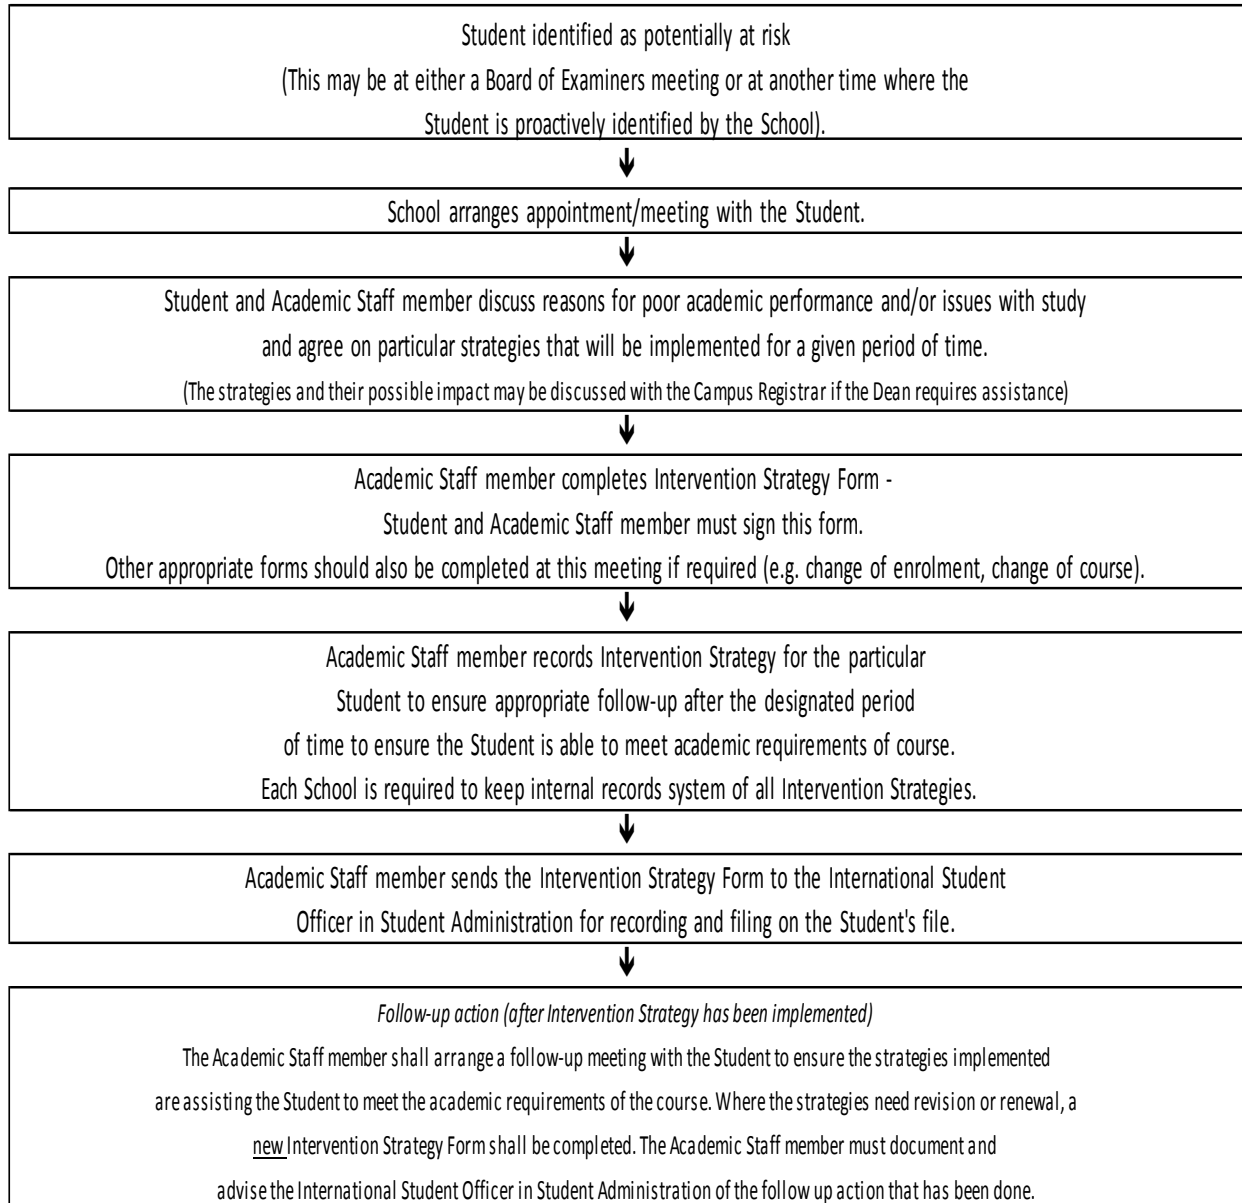 Student identified as potentially at risk
(This may be at either a Board of Examiners meeting or at another time where the
Student is proactively identified by the School).
School arranges appointment/meeting with the Student.
Student and Academic Staff member discuss reasons for poor academic performance and/or issues with study
and agree on particular strategies that will be implemented for a given period of time.
(The strategies and their possible impact may be discussed with the Campus Registrar if the Dean requires assistance)
Academic Staff member completes Intervention Strategy Form -
Student and Academic Staff member must sign this form.
Other appropriate forms should also be completed at this meeting if required (e.g. change of enrolment, change of course).
Academic Staff member records Intervention Strategy for the particular
Student to ensure appropriate follow-up after the designated period
of time to ensure the Student is able to meet academic requirements of course.
Each School is required to keep internal records system of all Intervention Strategies.
Academic Staff member sends the Intervention Strategy Form to the International Student
Officer in Student Administration for recording and filing on the Student's file.
Follow-up action (after Intervention Strategy has been implemented)
The Academic Staff member shall arrange a follow-up meeting with the Student to ensure the strategies implemented
are assisting the Student to meet the academic requirements of the course. Where the strategies need revision or renewal, a
new Intervention Strategy Form shall be completed. The Academic Staff member must document and
advise the International Student Officer in Student Administration of the follow up action that has been done.